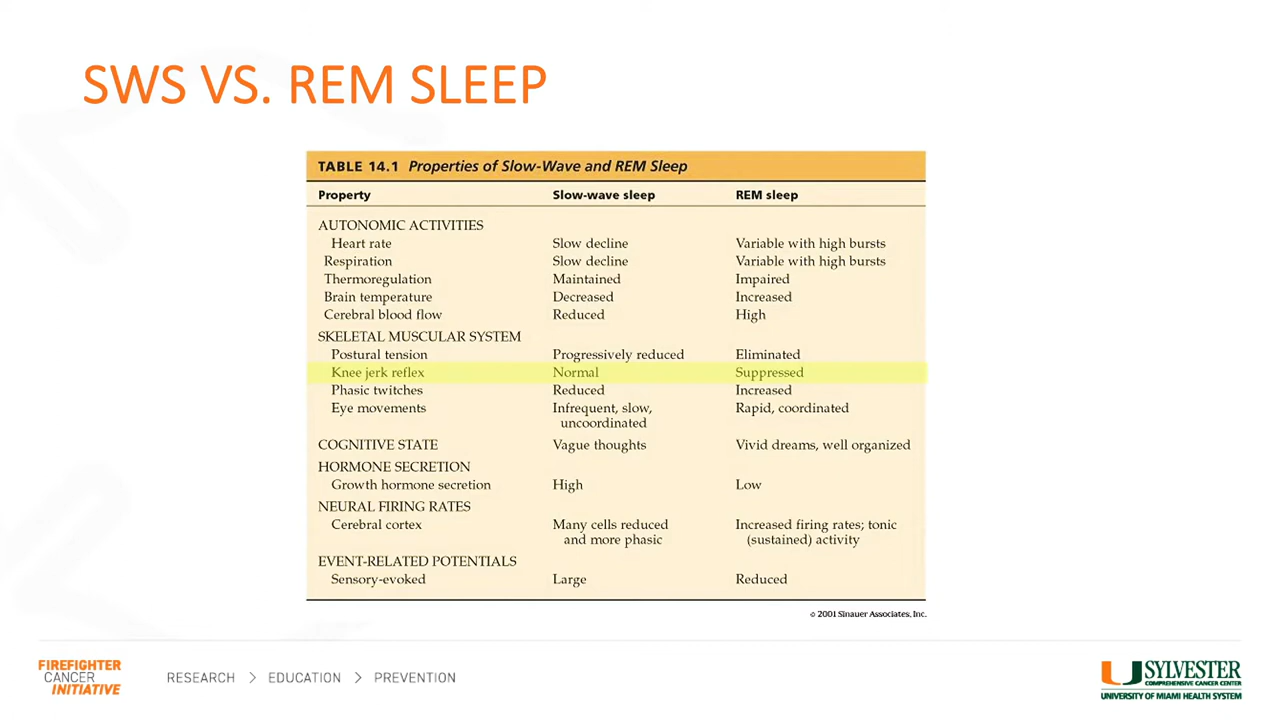 SWS VS. REM SLEEP
TABLE 14.1 Properties of Slow-Wave and REM Sleep
Property Slow-wave sleep REM sleep
AUTONOMIC ACTIVITIES
Heart rate Slow decline Variable with high bursts
Respiration Slow decline Variable with high bursts
Thermoregulation Maintained Impaired
Brain temperature Decreased Increased
Cerebral blood flow Reduced High
SKELETAL MUSCULAR SYSTEM
Postural tension Progressively reduced Eliminated
Knee jerk reflex Normal Suppressed
Phasic twitches Reduced Increased
Eye movements Infrequent, slow, Rapid, coordinated
uncoordinated
COGNITIVE STATE Vague thoughts Vivid dreams, well organized
HORMONE SECRETION
Growth hormone secretion High Low
NEURAL FIRING RATES
Cerebral cortex Many cells reduced Increased firing rates; tonic
and more phasic (sustained) activity
EVENT-RELATED POTENTIALS
Sensory-evoked Large Reduced
© 2001 Sinauer Associates, Inc.
FIREFIGHTER
CANCER
INITIATIVE
RESEARCH > EDUCATION > PREVENTION
SYLVESTER
COMPREHENSIVE CANCER CENTER
UNIVERSITY OF MIAMI HEALTH SYSTEM